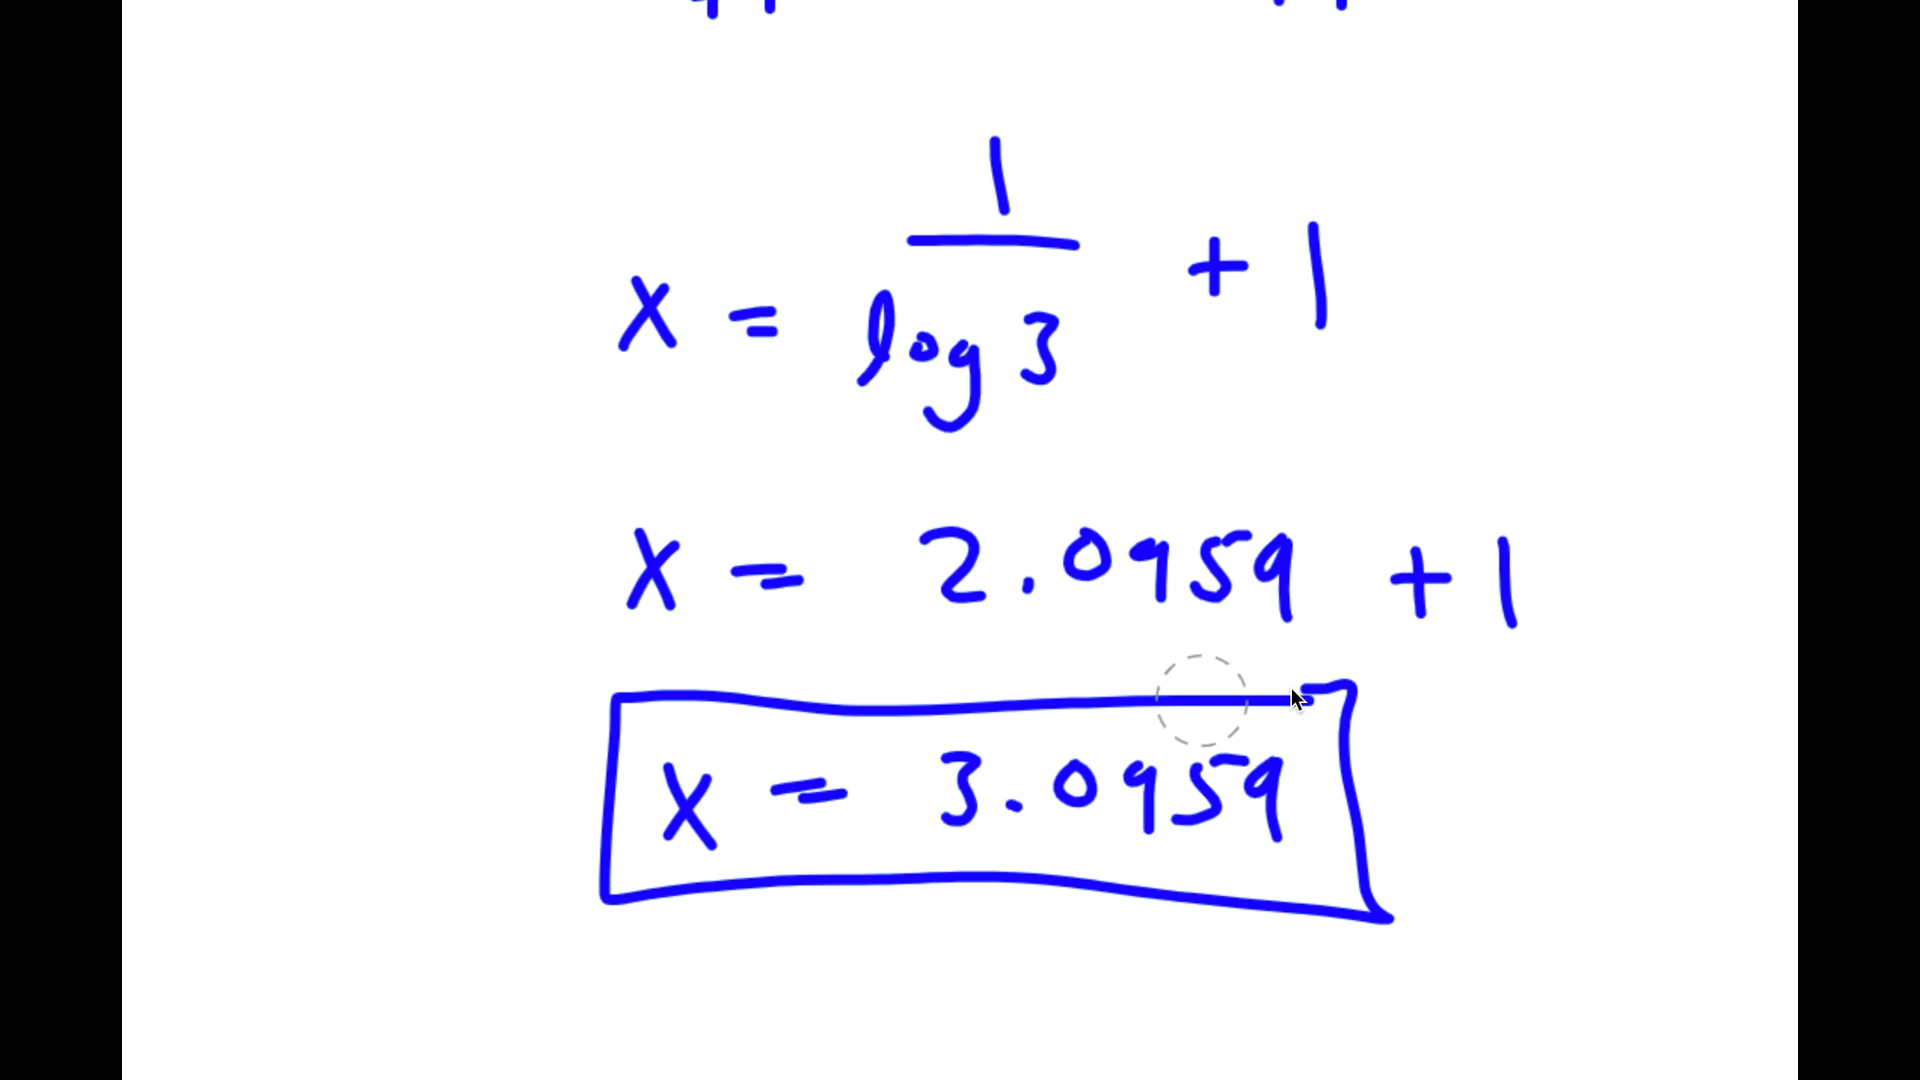 x = 1/log 3 + 1
x = 2.0959 + 1
x = 3.0959